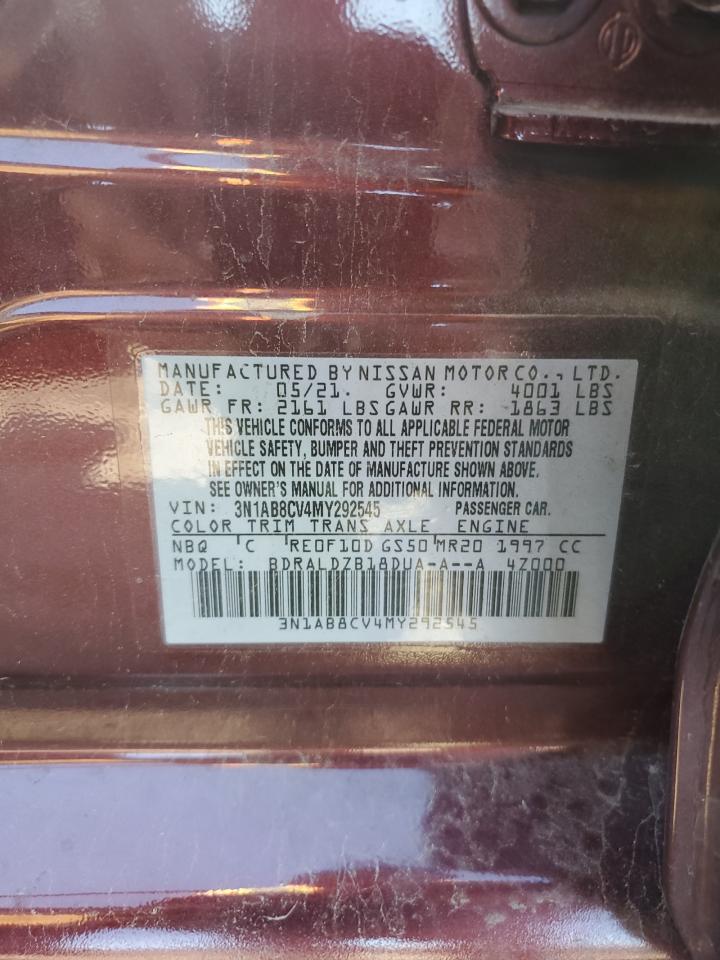 MANUFACTURED BY NISSAN MOTOR CO., LTD.
DATE: 05/21. GVWR: 4001 LBS
GAWR FR: 2161 LBS GAWR RR: 1863 LBS
THIS VEHICLE CONFORMS TO ALL APPLICABLE FEDERAL MOTOR
VEHICLE SAFETY, BUMPER AND THEFT PREVENTION STANDARDS
IN EFFECT ON THE DATE OF MANUFACTURE SHOWN ABOVE.
SEE OWNER'S MANUAL FOR ADDITIONAL INFORMATION.
VIN: 3N1AB8CV4MY292545 PASSENGER CAR.
COLOR TRIM TRANS AXLE ENGINE
NBQ C RE0F10D GS50 MR20 1997 CC
MODEL: BDRALDZB18DUA-A--A 4Z000
3N1AB8CV4MY292545